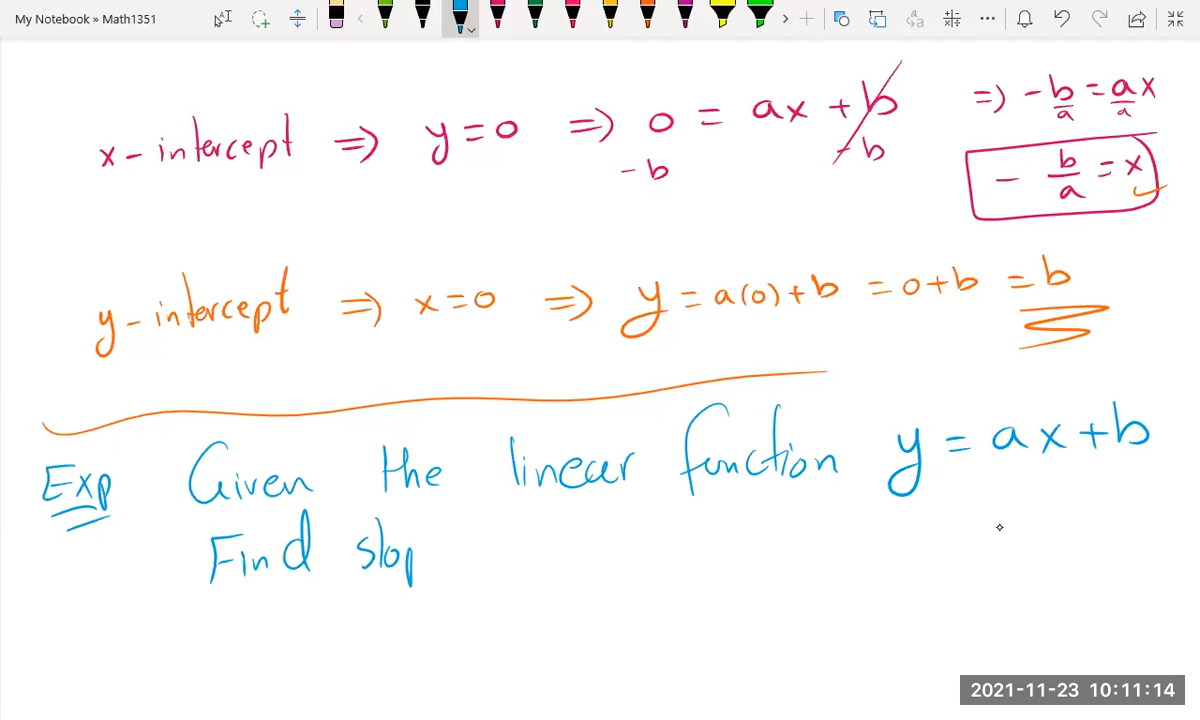 My Notebook » Math1351
x - intercept ⇒ y=0 ⇒ 0 = ax + b ⇒ -b/a = ax/a
-b -b
- b/a = x
y - intercept ⇒ x=0 ⇒ y = a(0)+b = 0+b = b
Exp Given the linear function y = ax+b
Find slop
2021-11-23 10:11:14